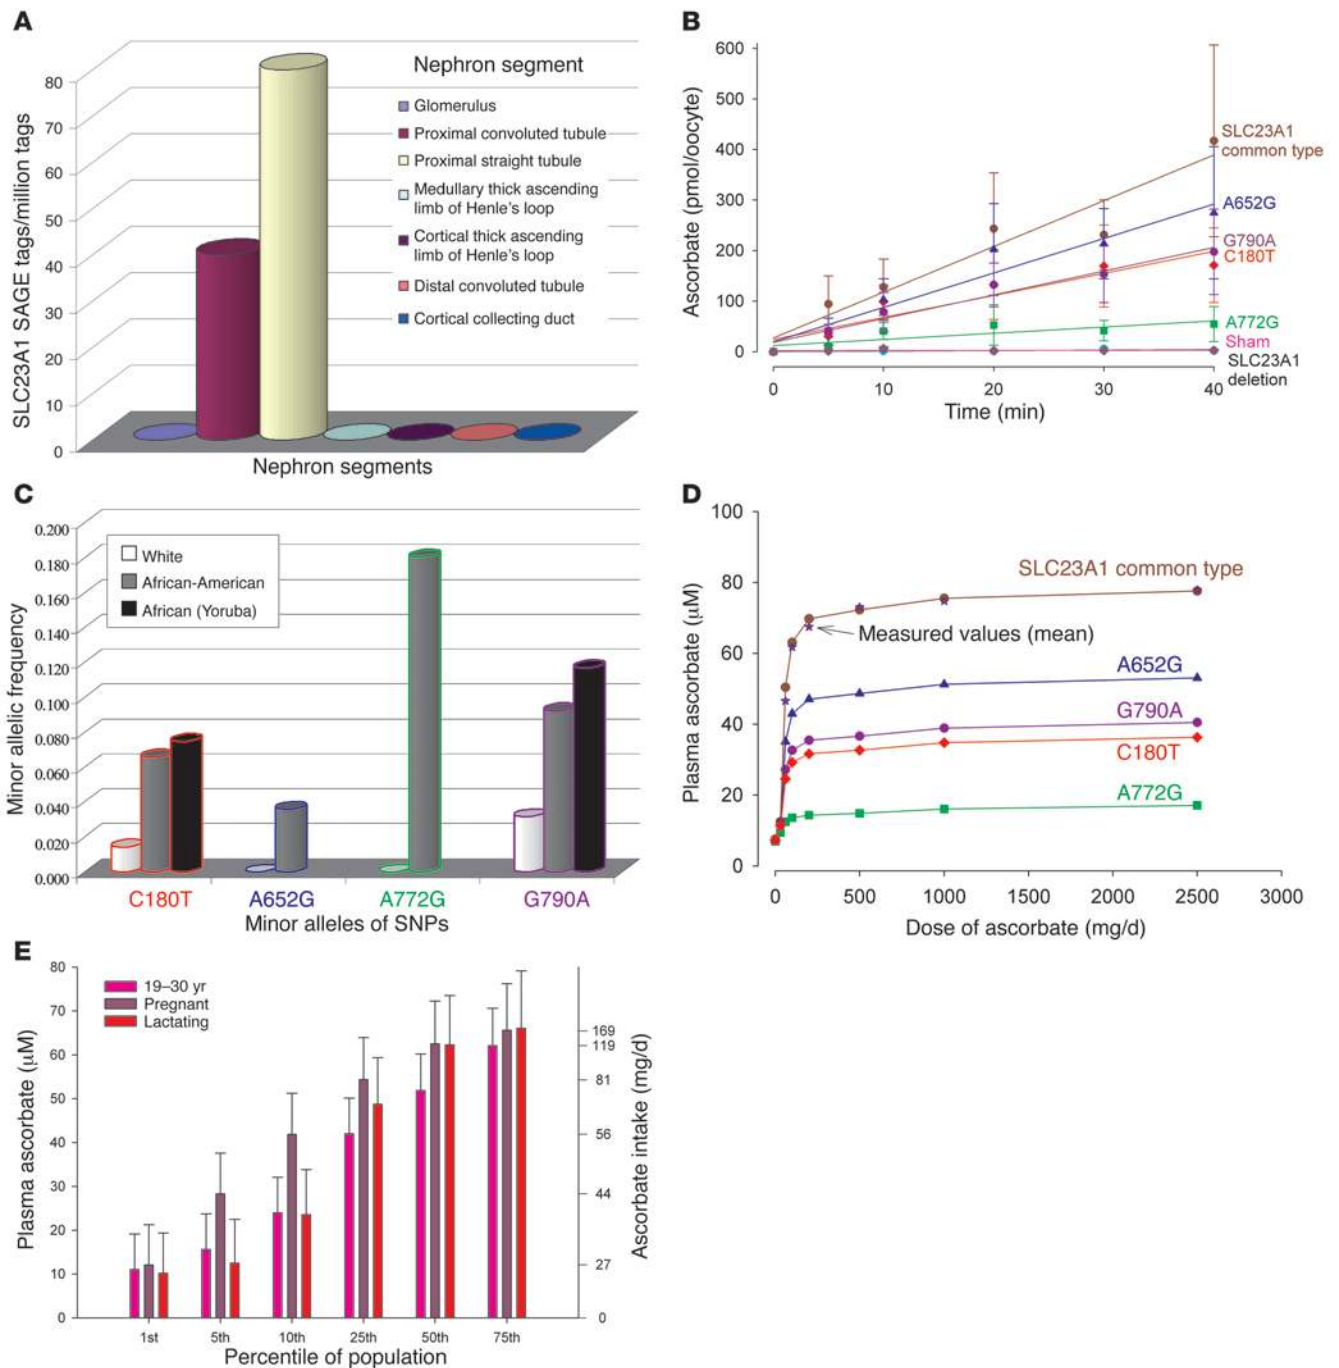 A
SLC23A1 SAGE tags/million tags
80
70
60
50
40
30
20
10
0
Nephron segment
Glomerulus
Proximal convoluted tubule
Proximal straight tubule
Medullary thick ascending
limb of Henle's loop
Cortical thick ascending
limb of Henle's loop
Distal convoluted tubule
Cortical collecting duct
Nephron segments
B
Ascorbate (pmol/oocyte)
600
500
400
300
200
100
0
SLC23A1
common type
A652G
G790A
C180T
A772G
Sham
SLC23A1
deletion
0 10 20 30 40
Time (min)
C
Minor allelic frequency
0.200
0.180
0.160
0.140
0.120
0.100
0.080
0.060
0.040
0.020
0.000
White
African-American
African (Yoruba)
C180T A652G A772G G790A
Minor alleles of SNPs
D
Plasma ascorbate (μM)
100
80
60
40
20
0
SLC23A1 common type
Measured values (mean)
A652G
G790A
C180T
A772G
0 500 1000 1500 2000 2500 3000
Dose of ascorbate (mg/d)
E
Plasma ascorbate (μM)
80
70
60
50
40
30
20
10
0
19–30 yr
Pregnant
Lactating
169
119
81
56
44
27
0
Ascorbate intake (mg/d)
1st 5th 10th 25th 50th 75th
Percentile of population